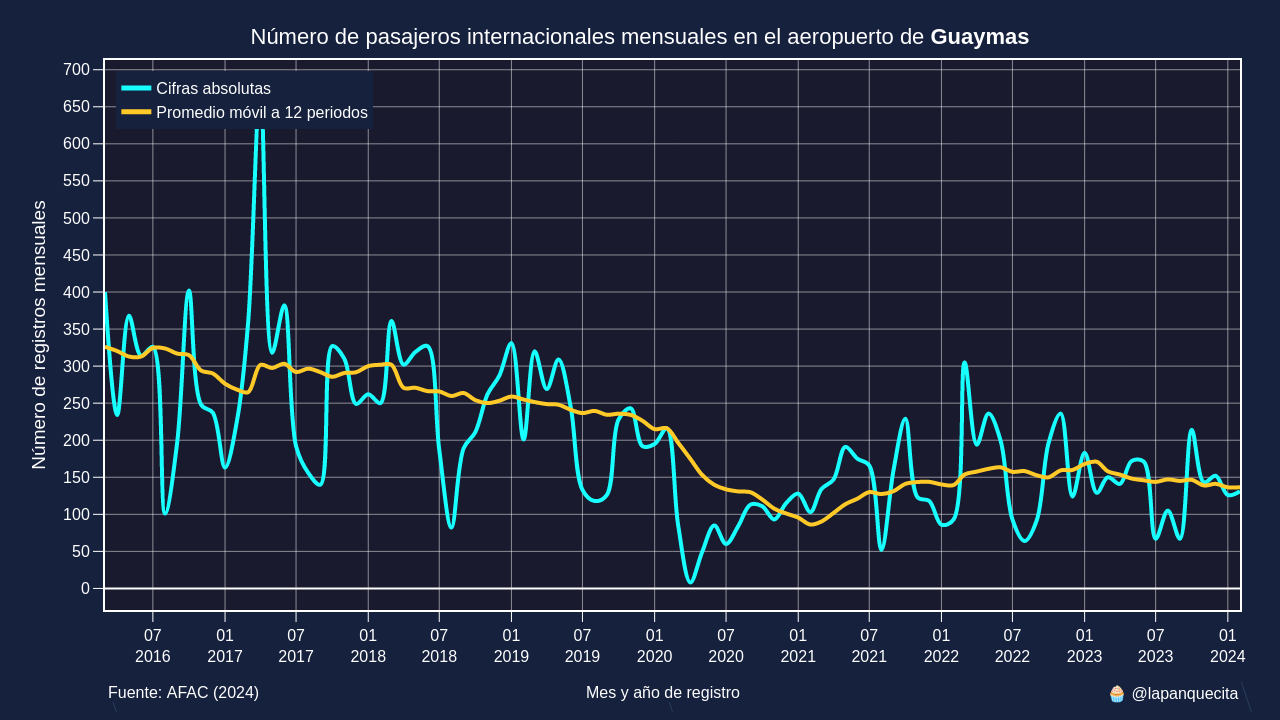 Número de pasajeros internacionales mensuales en el aeropuerto de Guaymas
Cifras absolutas
Promedio móvil a 12 periodos
Número de registros mensuales
700
650
600
550
500
450
400
350
300
250
200
150
100
50
0
07 01 07 01 07 01 07 01 07 01 07 01 07 01 07 01
2016 2017 2017 2018 2018 2019 2019 2020 2020 2021 2021 2022 2022 2023 2023 2024
Fuente: AFAC (2024)
Mes y año de registro
🧁 @lapanquecita